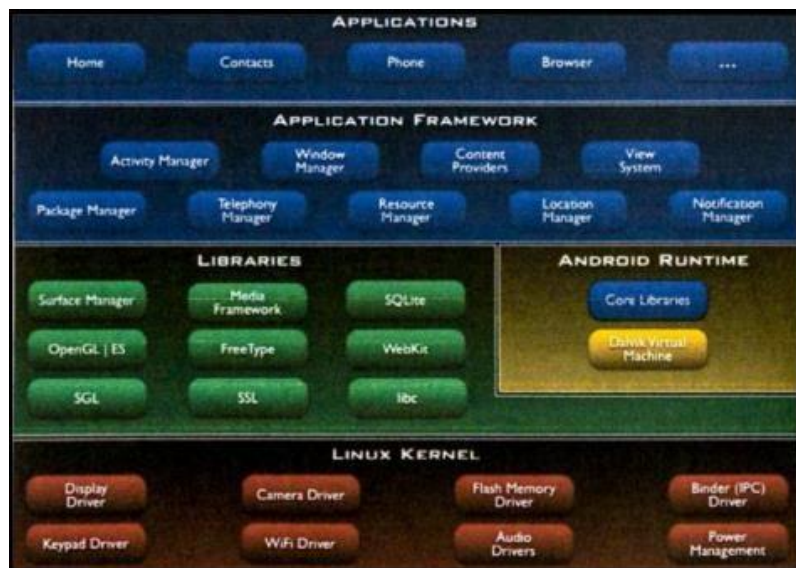 APPLICATIONS
Home Contacts Phone Browser ...
APPLICATION FRAMEWORK
Activity Manager
Window
Manager
Content
Providers
View
System
Package Manager
Telephony
Manager
Resource
Manager
Location
Manager
Notification
Manager
LIBRARIES
Surface Manager
Media
Framework
SQLite
OpenGL | ES
FreeType
WebKit
SGL
SSL
libc
ANDROID RUNTIME
Core Libraries
Dalvik Virtual
Machine
LINUX KERNEL
Display
Driver
Camera Driver
Flash Memory
Driver
Binder (IPC)
Driver
Keypad Driver
WiFi Driver
Audio
Drivers
Power
Management